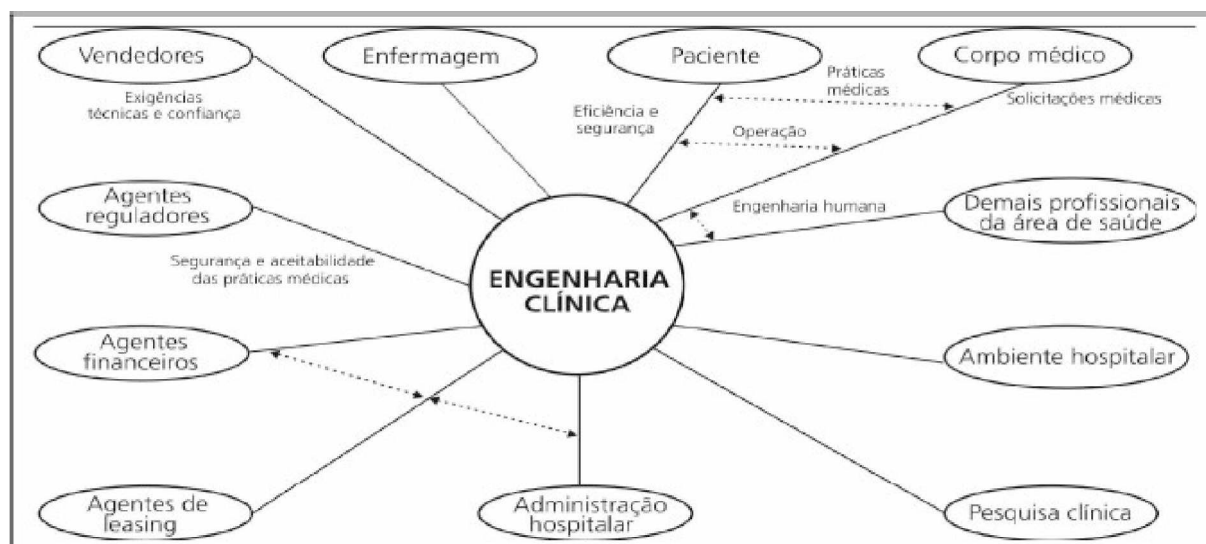 Vendedores
Enfermagem
Paciente
Corpo médico
Exigências
técnicas e confiança
Eficiência e
segurança
Práticas
médicas
Solicitações médicas
Operação
Agentes
reguladores
Engenharia humana
Demais profissionais
da área de saúde
Segurança e aceitabilidade
das práticas médicas
ENGENHARIA
CLÍNICA
Agentes
financeiros
Ambiente hospitalar
Agentes de
leasing
Administração
hospitalar
Pesquisa clínica